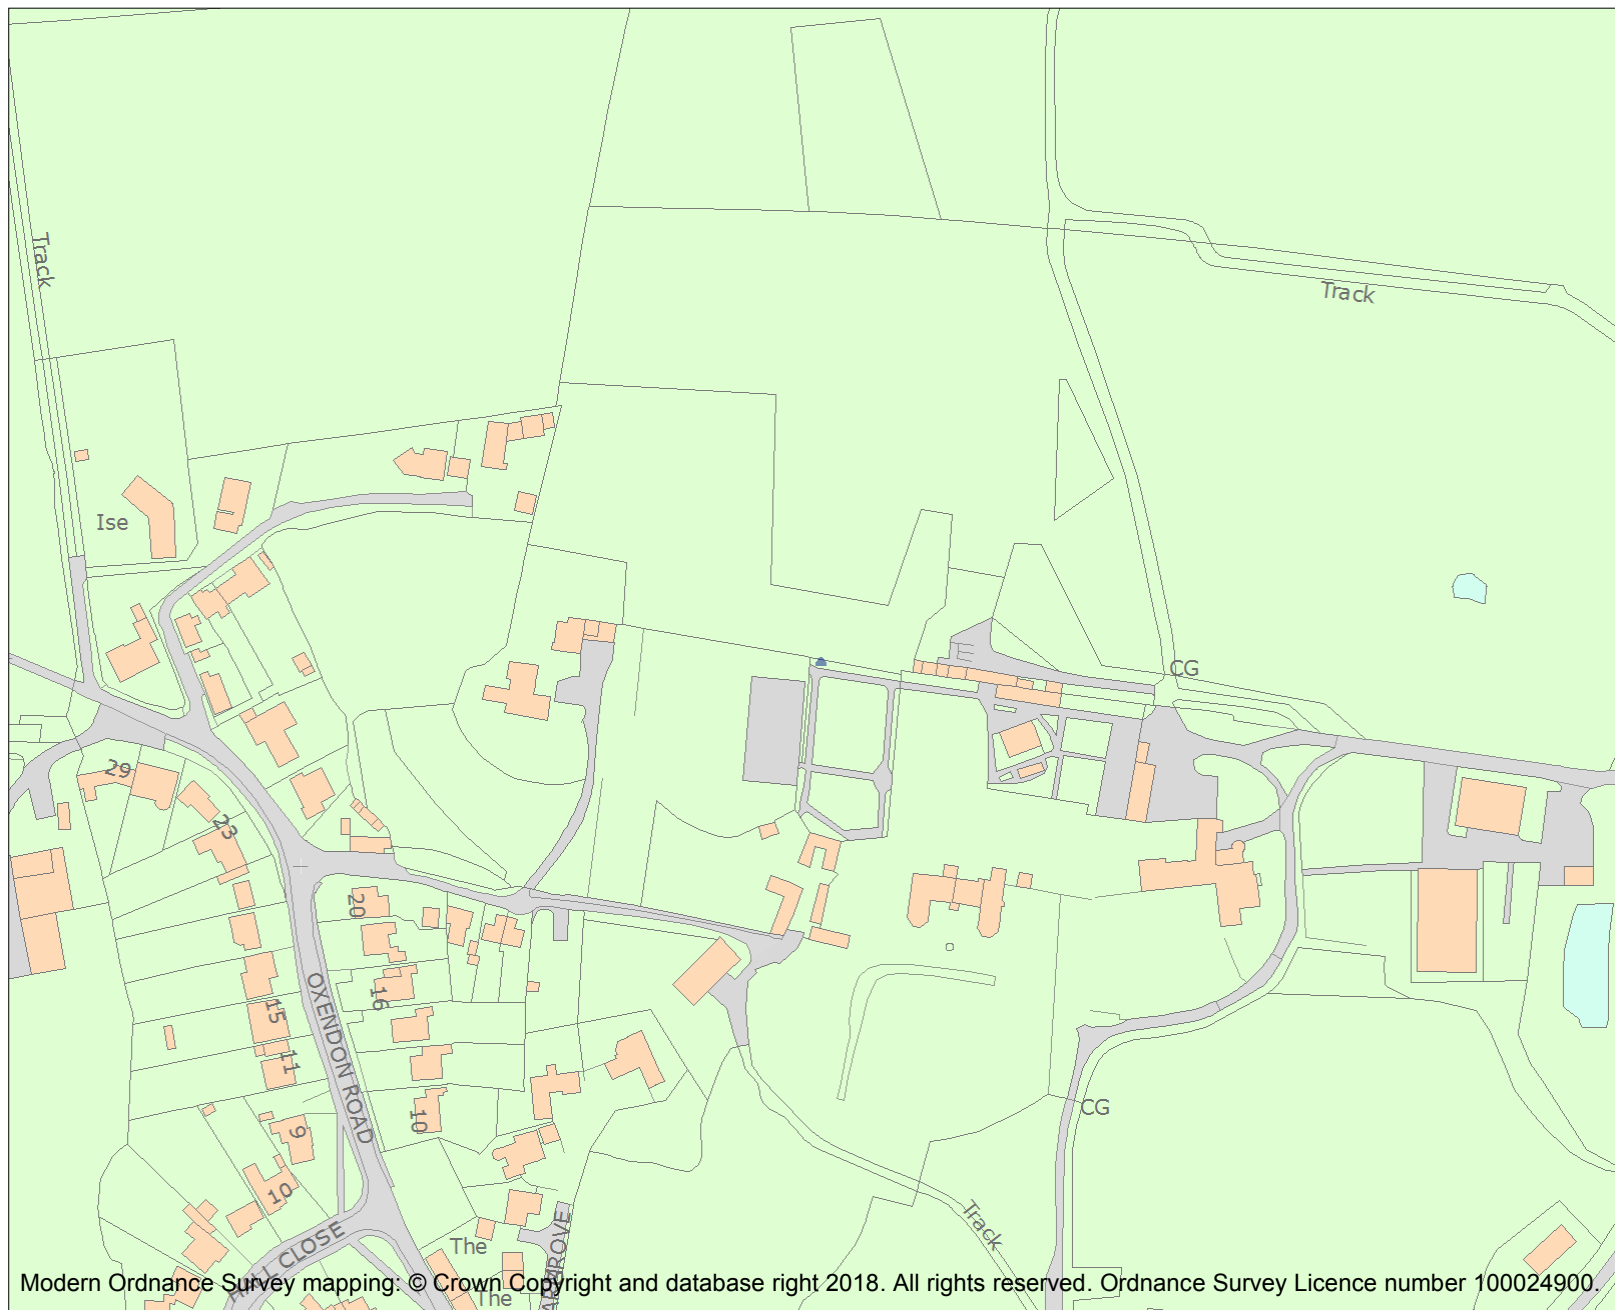 Track
Track
Ise
CG
29
23
20
16
15
OXENDON ROAD
11
CG
10
9
10
Track
HILL CLOSE
The
The
Modern Ordnance Survey mapping: © Crown Copyright and database right 2018. All rights reserved. Ordnance Survey Licence number 100024900.